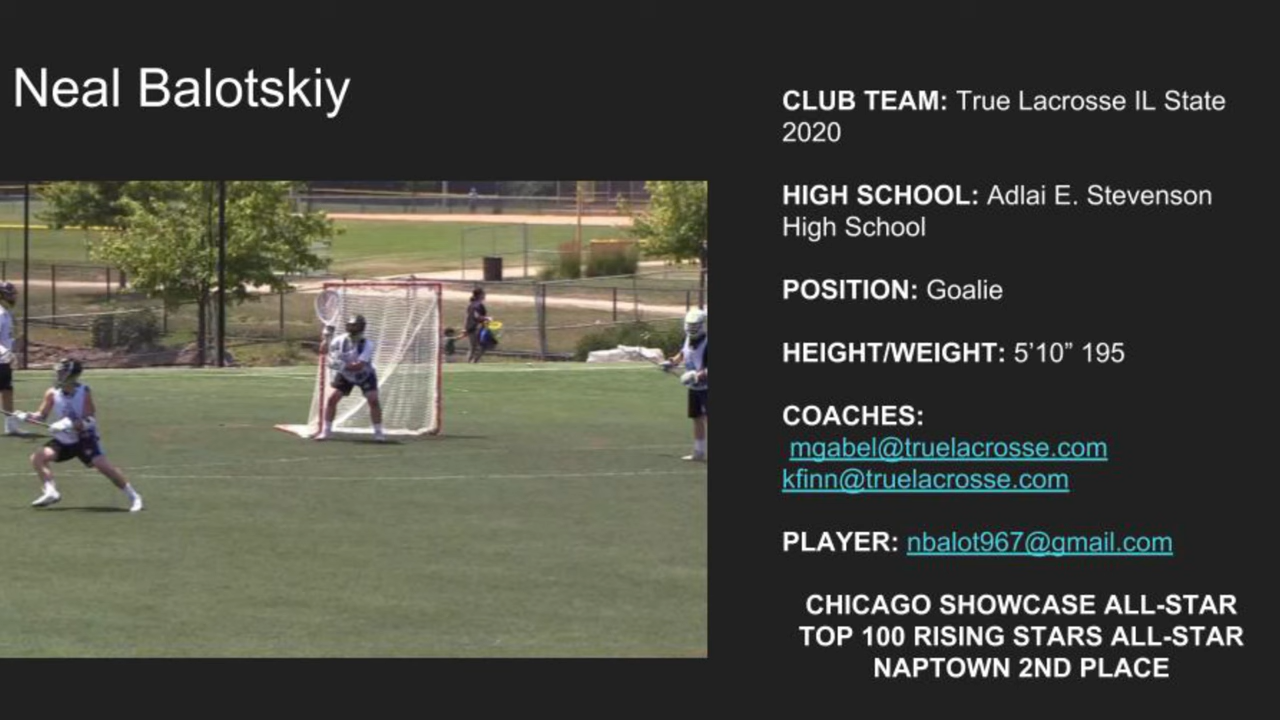 Neal Balotskiy
CLUB TEAM: True Lacrosse IL State
2020
HIGH SCHOOL: Adlai E. Stevenson
High School
POSITION: Goalie
HEIGHT/WEIGHT: 5’10” 195
COACHES:
mgabel@truelacrosse.com
kfinn@truelacrosse.com
PLAYER: nbalot967@gmail.com
CHICAGO SHOWCASE ALL-STAR
TOP 100 RISING STARS ALL-STAR
NAPTOWN 2ND PLACE